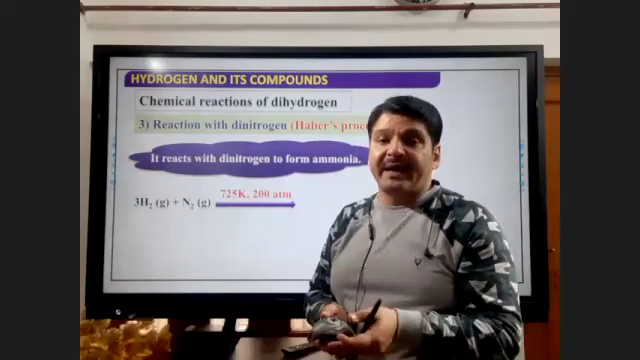 HYDROGEN AND ITS COMPOUNDS
Chemical reactions of dihydrogen
3) Reaction with dinitrogen (Haber's proc
It reacts with dinitrogen to form ammonia.
725K, 200 atm
3H₂ (g) + N₂ (g)